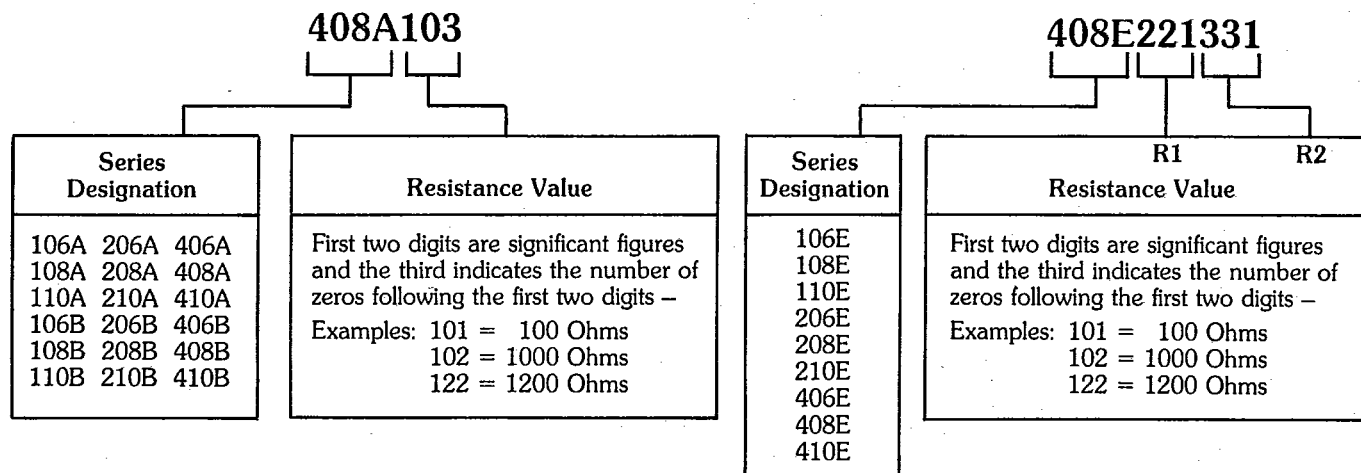 408A103
Series
Designation
106A 206A 406A
108A 208A 408A
110A 210A 410A
106B 206B 406B
108B 208B 408B
110B 210B 410B
Resistance Value
First two digits are significant figures
and the third indicates the number of
zeros following the first two digits –
Examples: 101 = 100 Ohms
102 = 1000 Ohms
122 = 1200 Ohms
408E221331
Series
Designation
106E
108E
110E
206E
208E
210E
406E
408E
410E
R1 R2
Resistance Value
First two digits are significant figures
and the third indicates the number of
zeros following the first two digits –
Examples: 101 = 100 Ohms
102 = 1000 Ohms
122 = 1200 Ohms